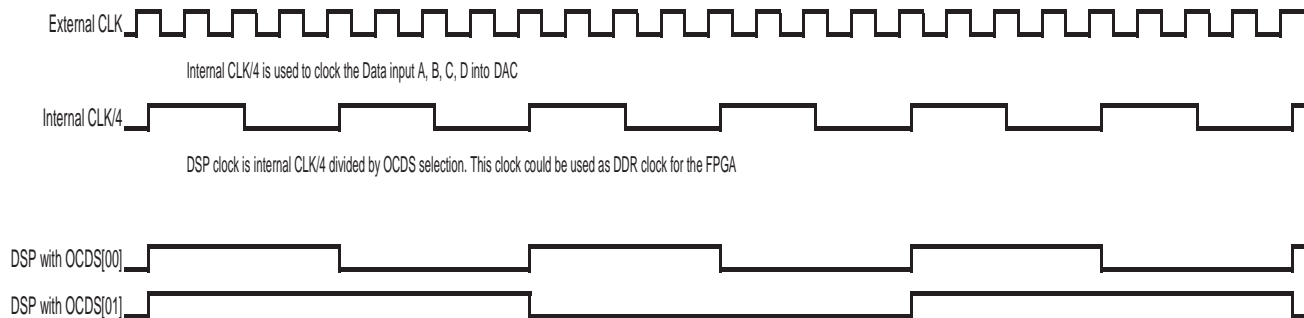 External CLK
Internal CLK/4 is used to clock the Data input A, B, C, D into DAC
Internal CLK/4
DSP clock is internal CLK/4 divided by OCDS selection. This clock could be used as DDR clock for the FPGA
DSP with OCDS[00]
DSP with OCDS[01]